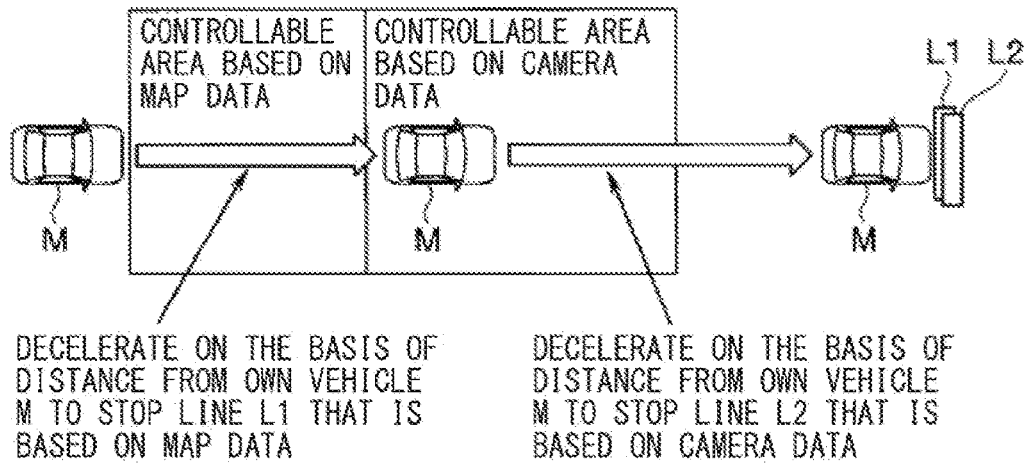 CONTROLLABLE
AREA BASED ON
MAP DATA
CONTROLLABLE AREA
BASED ON CAMERA
DATA
L1 L2
M
M
M
DECELERATE ON THE BASIS OF
DISTANCE FROM OWN VEHICLE
M TO STOP LINE L1 THAT IS
BASED ON MAP DATA
DECELERATE ON THE BASIS OF
DISTANCE FROM OWN VEHICLE
M TO STOP LINE L2 THAT IS
BASED ON CAMERA DATA